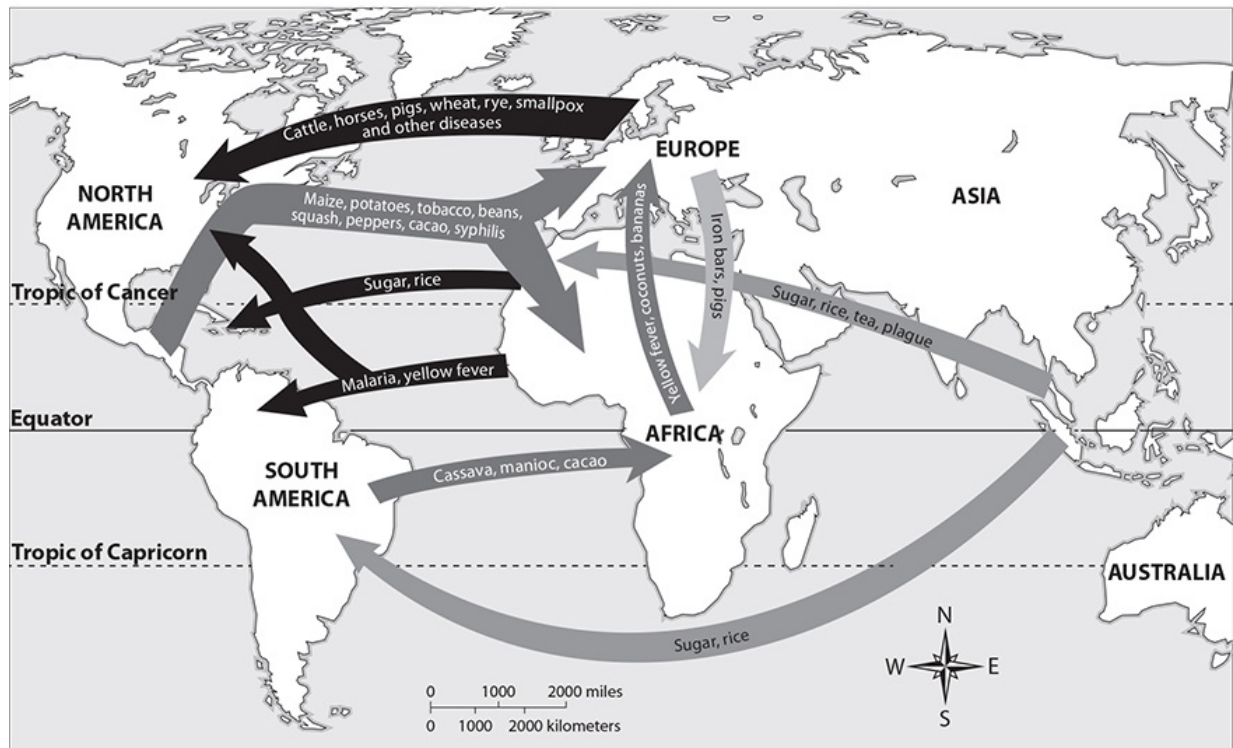 Cattle, horses, pigs, wheat, rye, smallpox
and other diseases
EUROPE
NORTH
AMERICA
ASIA
Maize, potatoes, tobacco, beans,
squash, peppers, cacao, syphilis
Iron bars, pigs
Yellow fever, coconuts, bananas
Sugar, rice
Tropic of Cancer
Sugar, rice, tea, plague
Malaria, yellow fever
Equator
AFRICA
SOUTH
AMERICA
Cassava, manioc, cacao
Tropic of Capricorn
AUSTRALIA
Sugar, rice
N
W
E
S
0 1000 2000 miles
0 1000 2000 kilometers